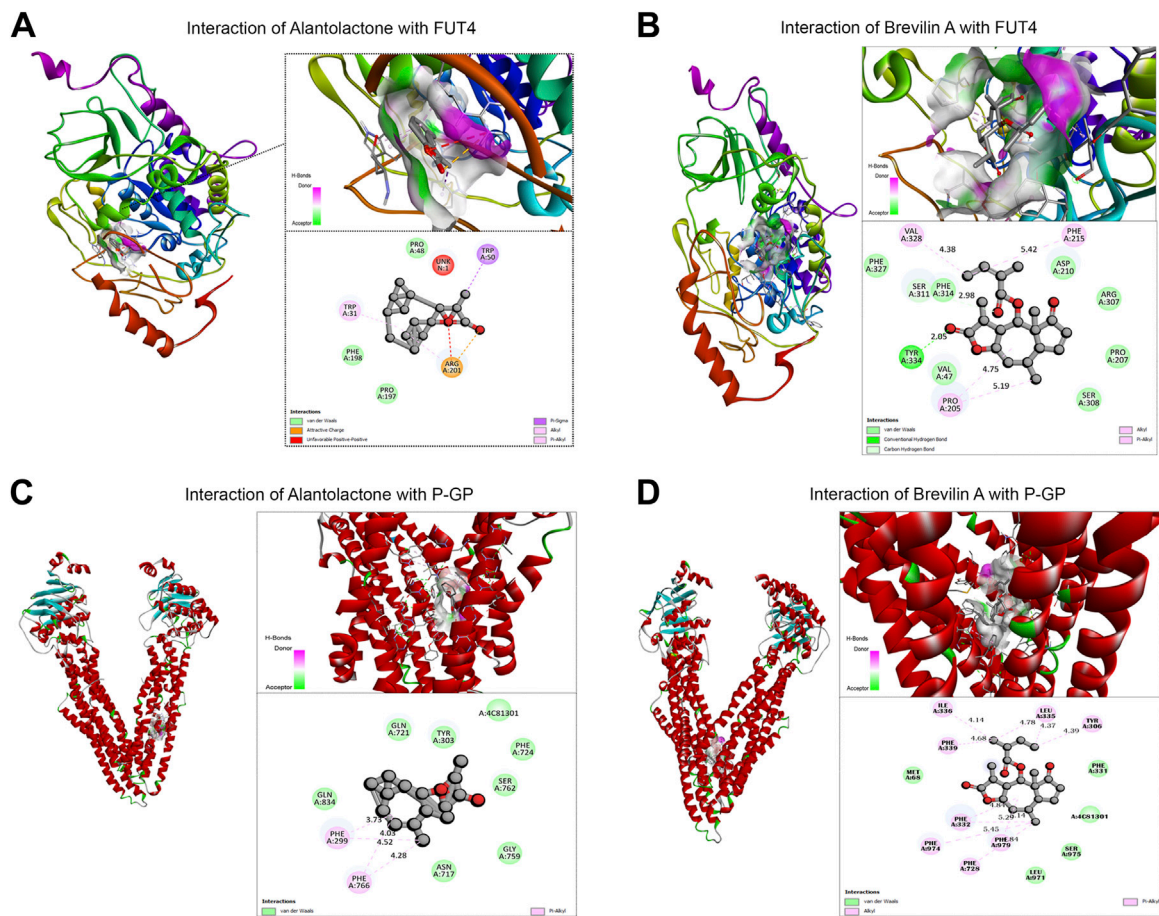 A
Interaction of Alantolactone with FUT4
H-Bonds
Donor
Acceptor
PRO
A:48
UNK
N:1
TRP
A:50
TRP
A:31
PHE
A:198
ARG
A:201
PRO
A:197
Interactions
van der Waals
Attractive Charge
Unfavorable Positive-Positive
Pi-Sigma
Alkyl
Pi-Alkyl
B
Interaction of Brevilin A with FUT4
H-Bonds
Donor
Acceptor
VAL
A:328
PHE
A:215
4.38
5.42
PHE
A:327
ASP
A:210
SER
A:311
PHE
A:314
2.98
ARG
A:307
2.05
TYR
A:334
VAL
A:47
4.75
PRO
A:207
5.19
PRO
A:205
SER
A:308
Interactions
van der Waals
Conventional Hydrogen Bond
Carbon Hydrogen Bond
Alkyl
Pi-Alkyl
C
Interaction of Alantolactone with P-GP
H-Bonds
Donor
Acceptor
A:4C81301
GLN
A:721
TYR
A:303
PHE
A:724
SER
A:762
GLN
A:834
3.73
4.03
PHE
A:299
4.52
4.28
GLY
A:759
PHE
A:766
ASN
A:717
Interactions
van der Waals
Pi-Alkyl
D
Interaction of Brevilin A with P-GP
H-Bonds
Donor
Acceptor
ILE
A:336
LEU
A:335
TYR
A:306
4.14
4.78
4.37
4.39
4.68
PHE
A:339
MET
A:68
PHE
A:331
4.84
PHE
A:332
5.29
A:4C81301
5.45
PHE
A:974
PHE
A:979
SER
A:975
PHE
A:728
LEU
A:971
Interactions
van der Waals
Alkyl
Pi-Alkyl